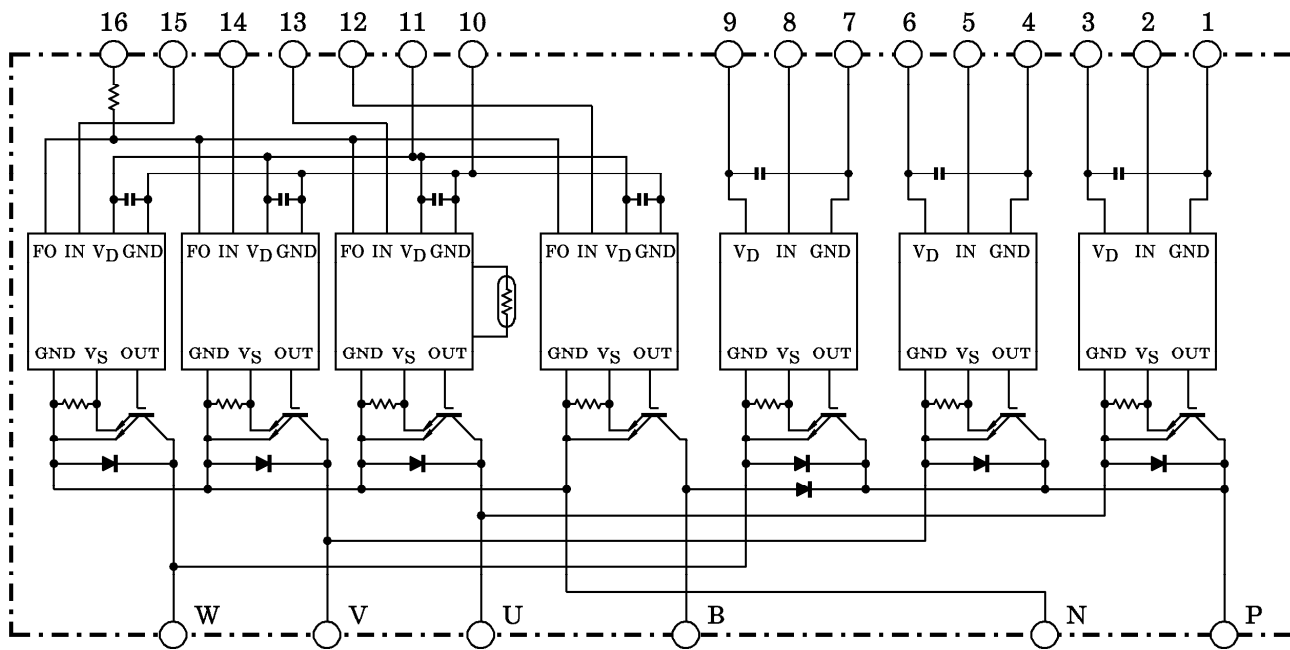 16 15 14 13 12 11 10 9 8 7 6 5 4 3 2 1
FO IN VD GND FO IN VD GND FO IN VD GND FO IN VD GND VD IN GND VD IN GND VD IN GND
GND VS OUT GND VS OUT GND VS OUT GND VS OUT GND VS OUT GND VS OUT GND VS OUT
W V U B N P